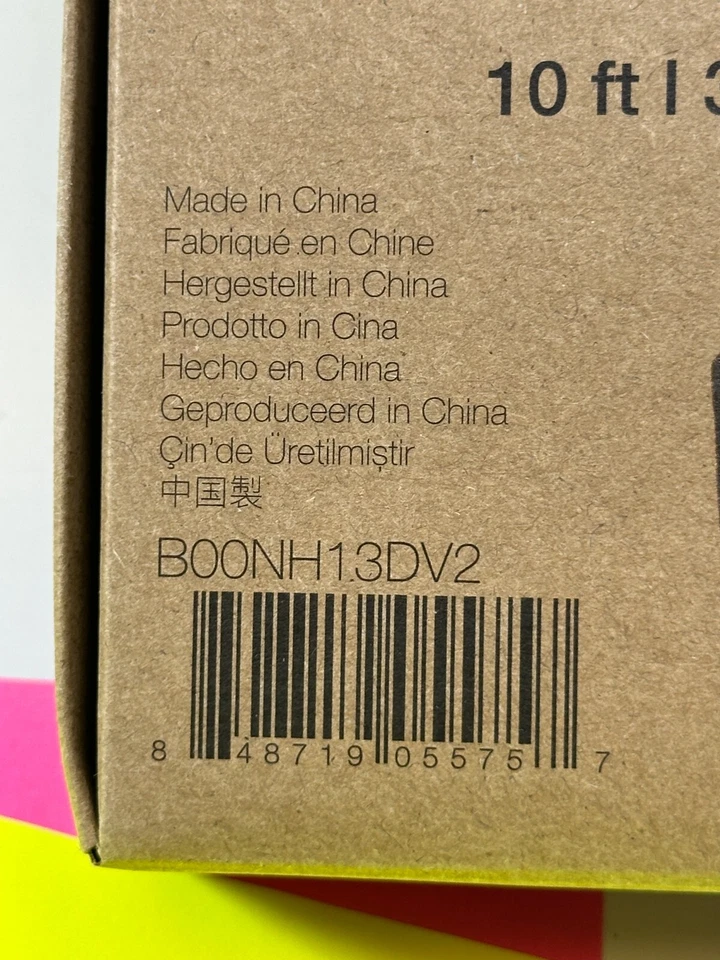 10 ft | 3
Made in China
Fabriqué en Chine
Hergestellt in China
Prodotto in Cina
Hecho en China
Geproduceerd in China
Çin'de Üretilmiştir
中国製
B00NH13DV2
8 48719 05575 7